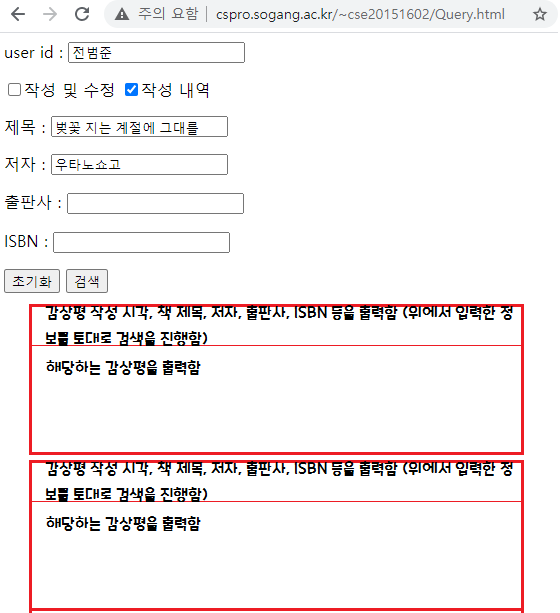 주의 요함 | cspro.sogang.ac.kr/~cse20151602/Query.html
user id : 전범준
작성 및 수정 작성 내역
제목 : 벚꽃 지는 계절에 그대를
저자 : 우타노쇼고
출판사 :
ISBN :
초기화 검색
감상평 작성 시각, 책 제목, 저자, 출판사, ISBN 등을 출력함 (위에서 입력한 정
보를 토대로 검색을 진행함)
해당하는 감상평을 출력함
감상평 작성 시각, 책 제목, 저자, 출판사, ISBN 등을 출력함 (위에서 입력한 정
보를 토대로 검색을 진행함)
해당하는 감상평을 출력함